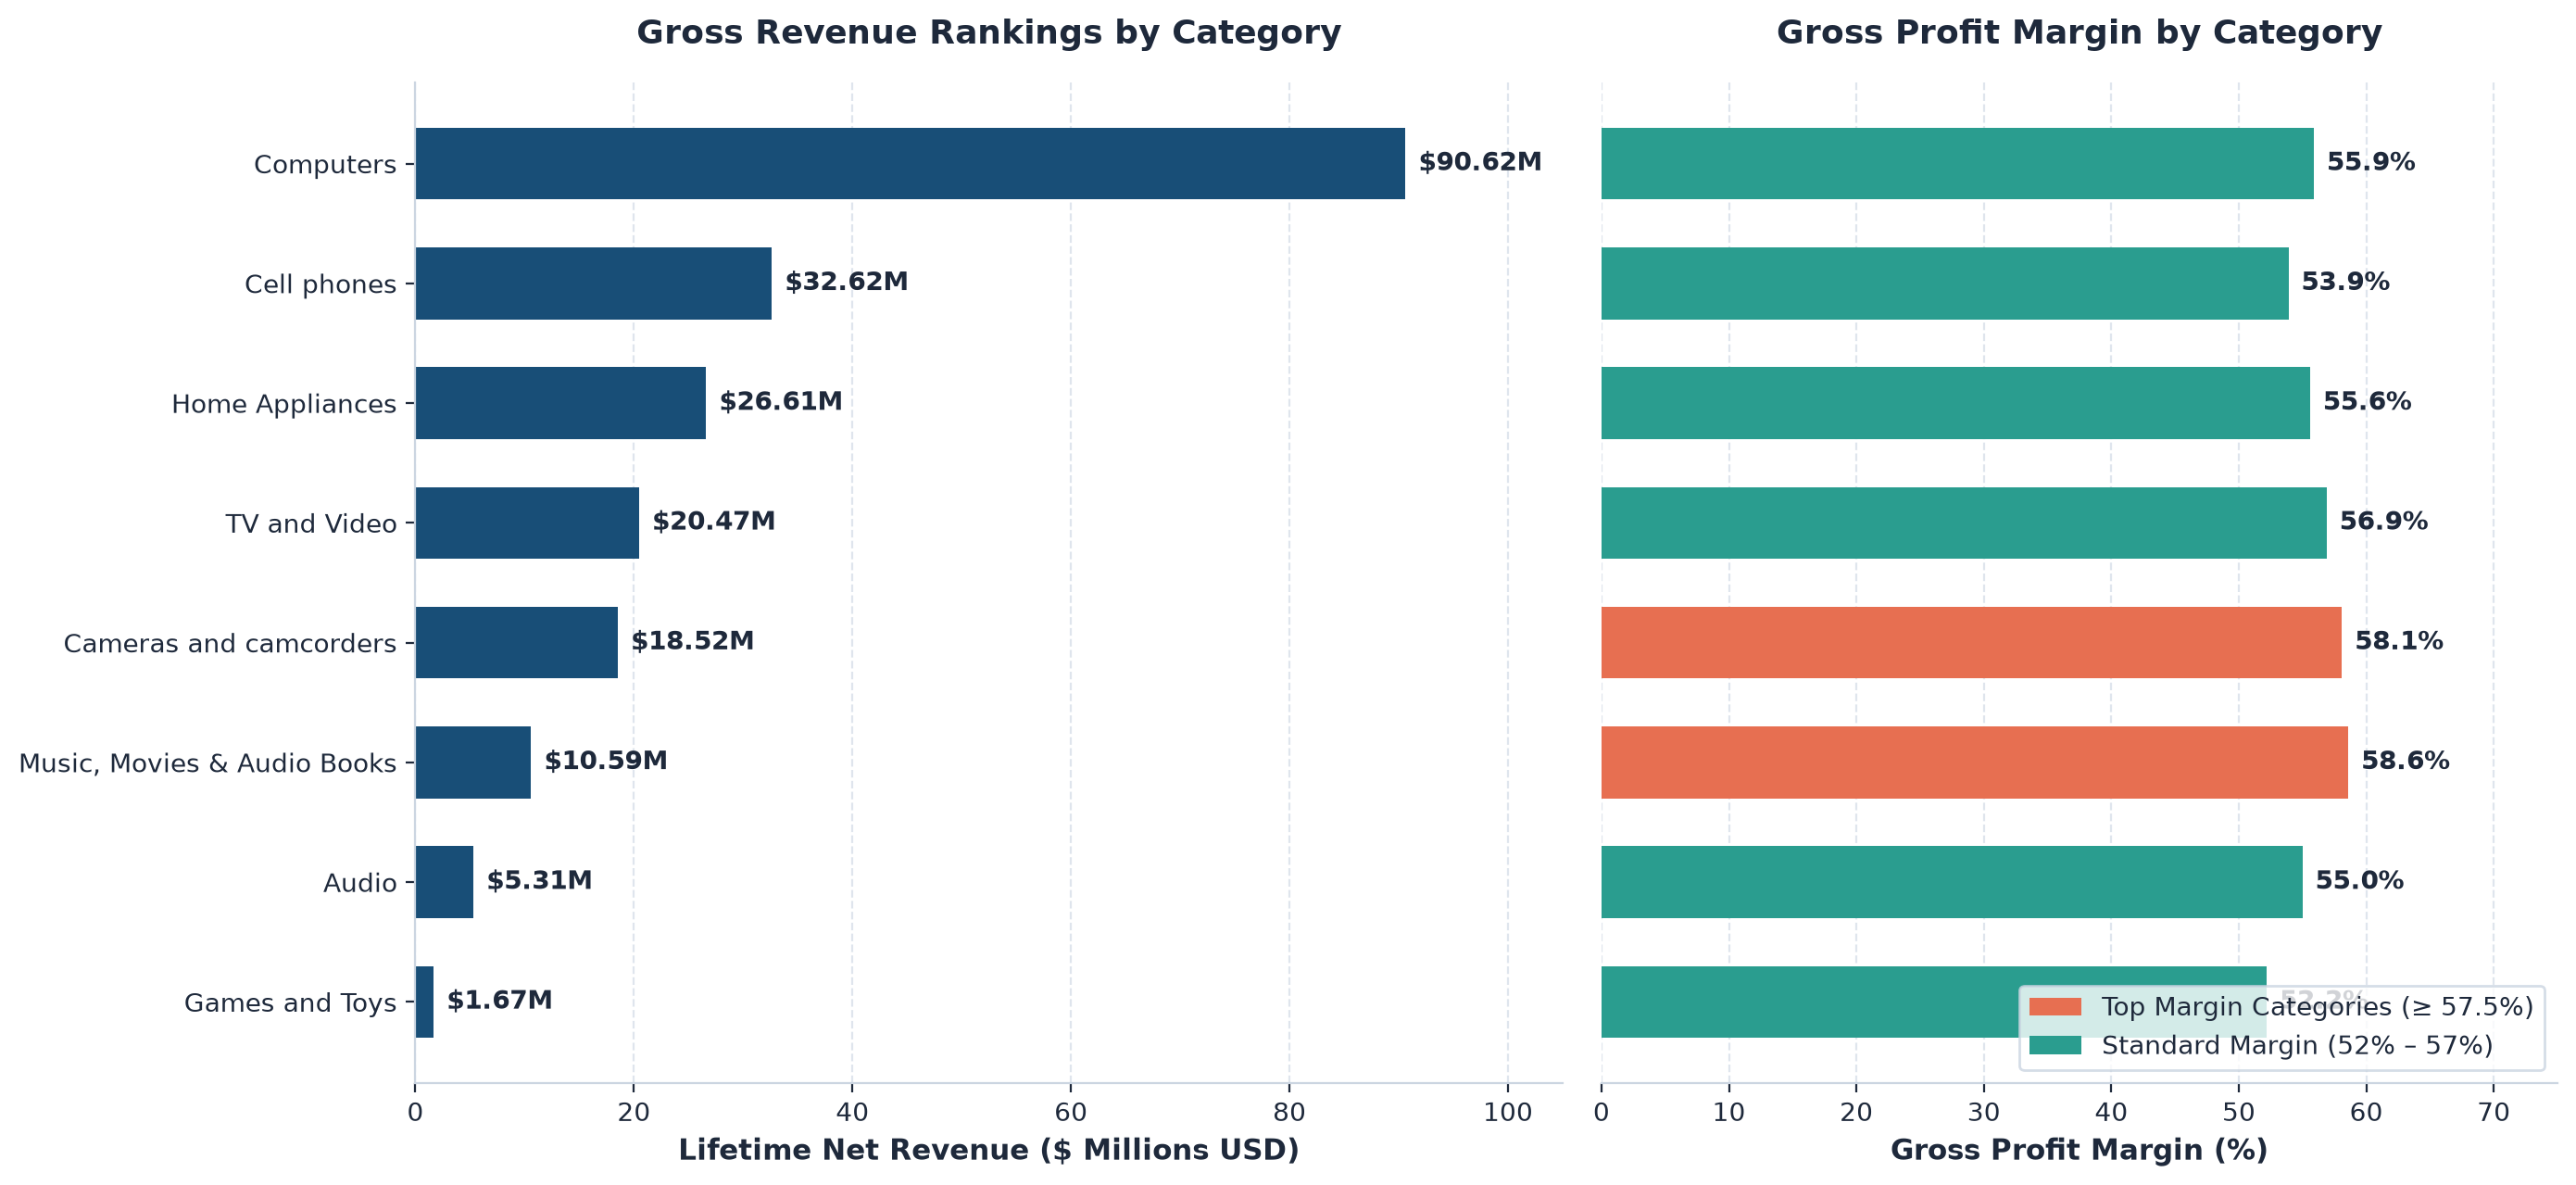 Gross Revenue Rankings by Category
Computers
$90.62M
Cell phones
$32.62M
Home Appliances
$26.61M
TV and Video
$20.47M
Cameras and camcorders
$18.52M
Music, Movies & Audio Books
$10.59M
Audio
$5.31M
Games and Toys
$1.67M
0 20 40 60 80 100
Lifetime Net Revenue ($ Millions USD)
Gross Profit Margin by Category
55.9%
53.9%
55.6%
56.9%
58.1%
58.6%
55.0%
52.2%
Top Margin Categories (≥ 57.5%)
Standard Margin (52% – 57%)
0 10 20 30 40 50 60 70
Gross Profit Margin (%)